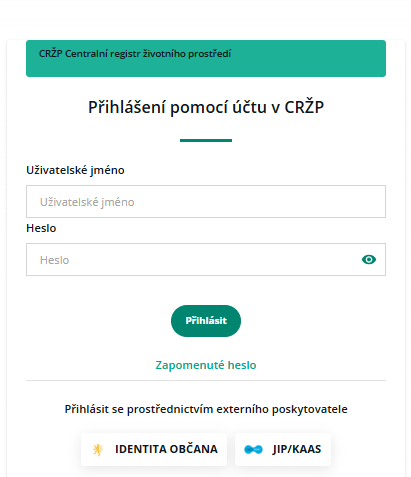 CRŽP Centralní registr životního prostředí
Přihlášení pomocí účtu v CRŽP
Uživatelské jméno
Uživatelské jméno
Heslo
Heslo
Přihlásit
Zapomenuté heslo
Přihlásit se prostřednictvím externího poskytovatele
IDENTITA OBČANA
JIP/KAAS